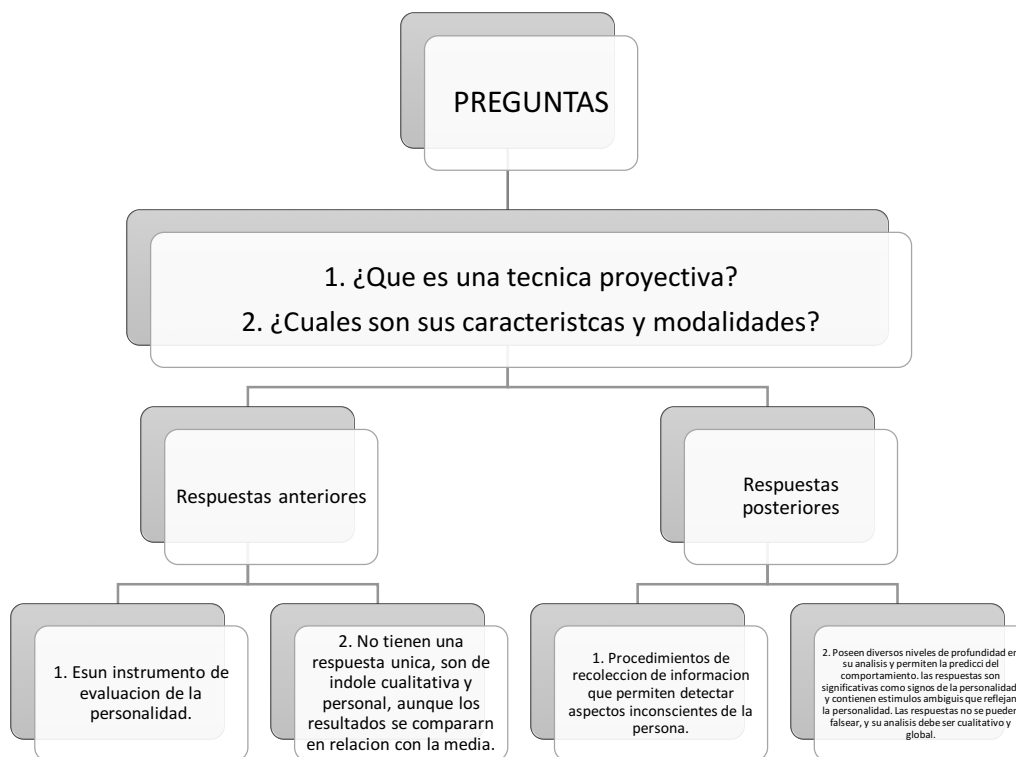 PREGUNTAS
1. ¿Que es una tecnica proyectiva?
2. ¿Cuales son sus caracteristcas y modalidades?
Respuestas anteriores
Respuestas
posteriores
1. Esun instrumento de
evaluacion de la
personalidad.
2. No tienen una
respuesta unica, son de
indole cualitativa y
personal, aunque los
resultados se compararn
en relacion con la media.
1. Procedimientos de
recoleccion de informacion
que permiten detectar
aspectos inconscientes de la
persona.
2. Poseen diversos niveles de profundidad en
su analisis y permiten la predicci del
comportamiento. las respuestas son
significativas como signos de la personalidad
y contienen estimulos ambiguis que reflejan
la personalidad. Las respuestas no se pueden
falsear, y su analisis debe ser cualitativo y
global.